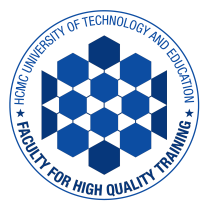 HCMC UNIVERSITY OF TECHNOLOGY AND EDUCATION
★ FACULTY FOR HIGH QUALITY TRAINING ★